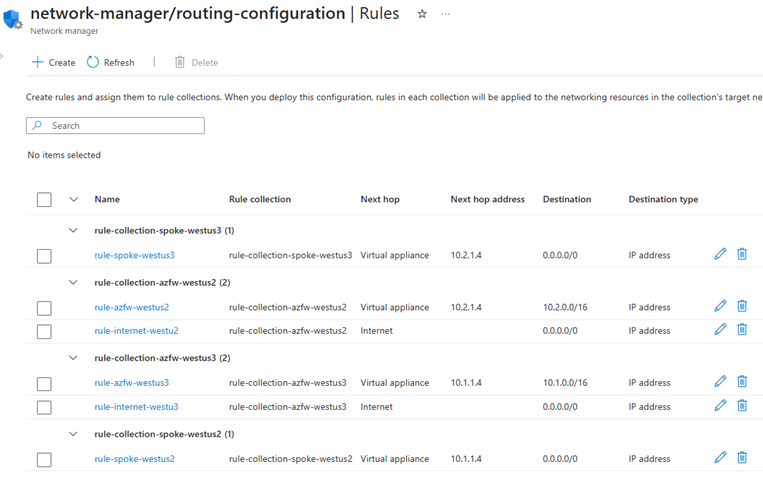 network-manager/routing-configuration | Rules
Network manager
Create Refresh Delete
Create rules and assign them to rule collections. When you deploy this configuration, rules in each collection will be applied to the networking resources in the collection's target ne
Search
No items selected
Name Rule collection Next hop Next hop address Destination Destination type
rule-collection-spoke-westus3 (1)
rule-spoke-westus3 rule-collection-spoke-westus3 Virtual appliance 10.2.1.4 0.0.0.0/0 IP address
rule-collection-azfw-westus2 (2)
rule-azfw-westus2 rule-collection-azfw-westus2 Virtual appliance 10.2.1.4 10.2.0.0/16 IP address
rule-internet-westu2 rule-collection-azfw-westus2 Internet 0.0.0.0/0 IP address
rule-collection-azfw-westus3 (2)
rule-azfw-westus3 rule-collection-azfw-westus3 Virtual appliance 10.1.1.4 10.1.0.0/16 IP address
rule-internet-westu3 rule-collection-azfw-westus3 Internet 0.0.0.0/0 IP address
rule-collection-spoke-westus2 (1)
rule-spoke-westus2 rule-collection-spoke-westus2 Virtual appliance 10.1.1.4 0.0.0.0/0 IP address